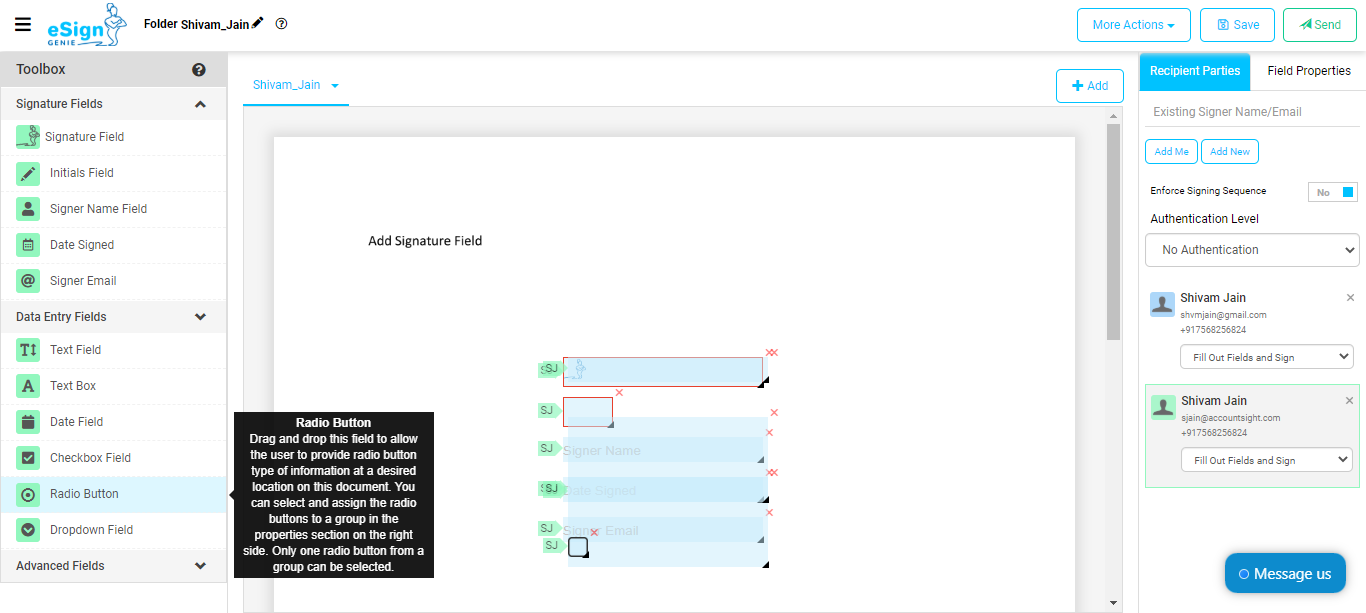 eSign
GENIE
Folder Shivam_Jain
More Actions
Save
Send
Toolbox
Signature Fields
Signature Field
Initials Field
Signer Name Field
Date Signed
Signer Email
Data Entry Fields
Text Field
Text Box
Date Field
Checkbox Field
Radio Button
Dropdown Field
Advanced Fields
Radio Button
Drag and drop this field to allow
the user to provide radio button
type of information at a desired
location on this document. You
can select and assign the radio
buttons to a group in the
properties section on the right
side. Only one radio button from a
group can be selected.
Shivam_Jain
Add
Add Signature Field
SJ
SJ
SJ
Signer Name
SJ
Date Signed
SJ
Signer Email
SJ
Recipient Parties
Field Properties
Existing Signer Name/Email
Add Me
Add New
Enforce Signing Sequence
No
Authentication Level
No Authentication
Shivam Jain
shvmjain@gmail.com
+917568256824
Fill Out Fields and Sign
Shivam Jain
sjain@accountsight.com
+917568256824
Fill Out Fields and Sign
Message us